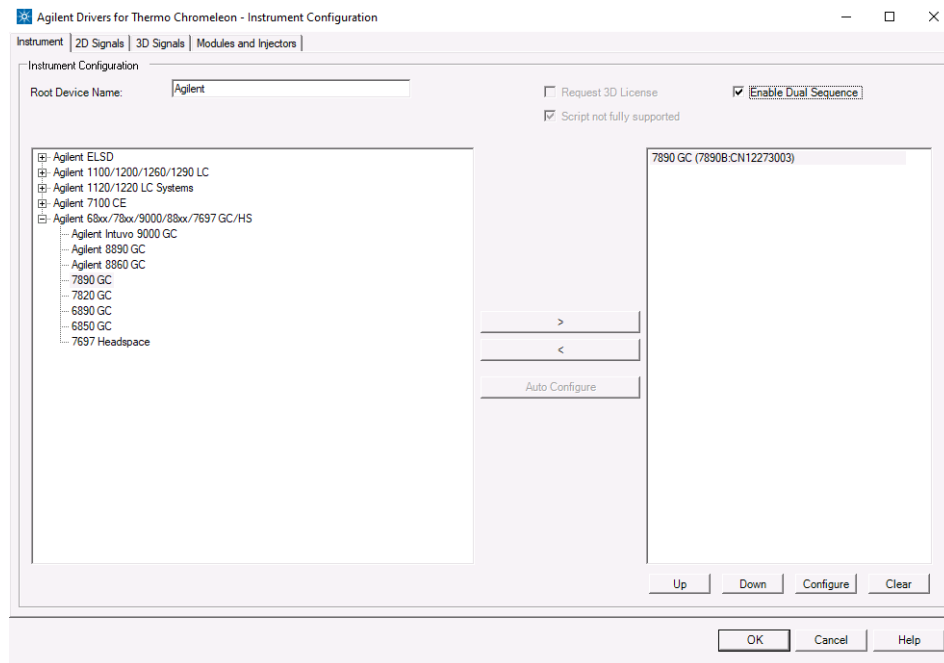 Agilent Drivers for Thermo Chromeleon - Instrument Configuration
Instrument 2D Signals 3D Signals Modules and Injectors
Instrument Configuration
Root Device Name: Agilent Request 3D License Enable Dual Sequence
Script not fully supported
Agilent ELSD
Agilent 1100/1200/1260/1290 LC
Agilent 1120/1220 LC Systems
Agilent 7100 CE
Agilent 68xx/78xx/9000/88xx/7697 GC/HS
Agilent Intuvo 9000 GC
Agilent 8890 GC
Agilent 8860 GC
7890 GC
7820 GC
6890 GC
6850 GC
7697 Headspace
>
<
Auto Configure
7890 GC (7890B:CN12273003)
Up Down Configure Clear
OK Cancel Help